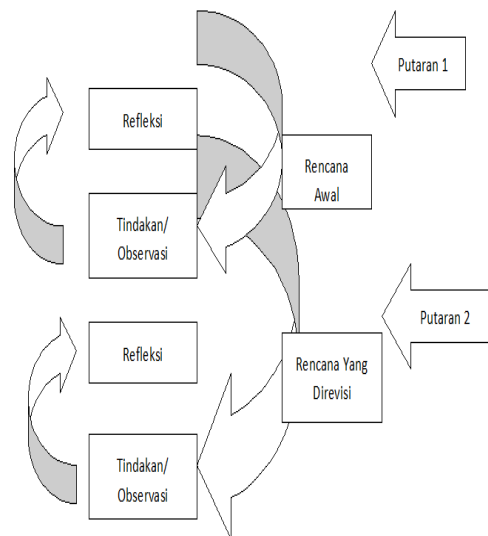 Putaran 1
Refleksi
Rencana
Awal
Tindakan/
Observasi
Putaran 2
Refleksi
Rencana Yang
Direvisi
Tindakan/
Observasi